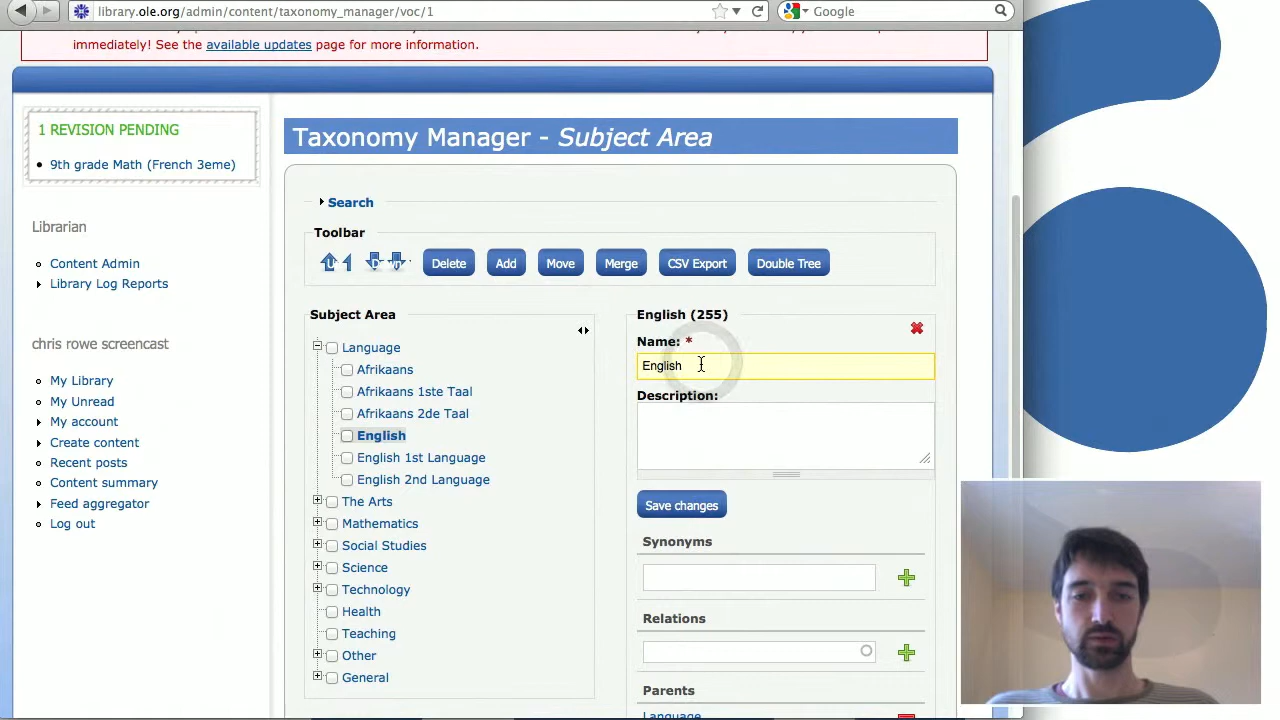 library.ole.org/admin/content/taxonomy_manager/voc/1
Google
immediately! See the available updates page for more information.
1 REVISION PENDING
9th grade Math (French 3eme)
Librarian
Content Admin
Library Log Reports
chris rowe screencast
My Library
My Unread
My account
Create content
Recent posts
Content summary
Feed aggregator
Log out
Taxonomy Manager - Subject Area
Search
Toolbar
Delete
Add
Move
Merge
CSV Export
Double Tree
Subject Area
Language
Afrikaans
Afrikaans 1ste Taal
Afrikaans 2de Taal
English
English 1st Language
English 2nd Language
The Arts
Mathematics
Social Studies
Science
Technology
Health
Teaching
Other
General
English (255)
Name: *
English
Description:
Save changes
Synonyms
Relations
Parents
Language